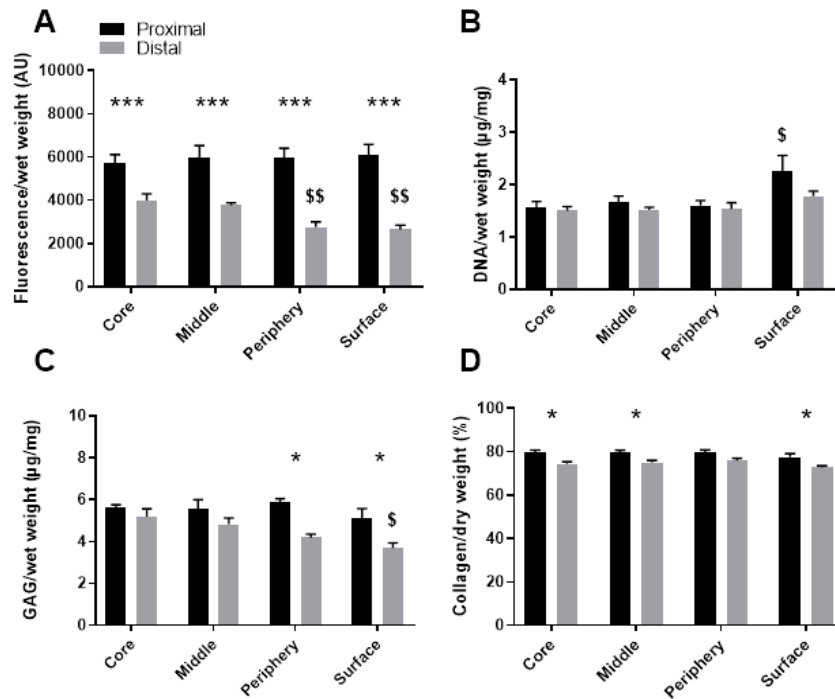 A
Proximal
Distal
Fluorescence/wet weight (AU)
10000
8000
6000
4000
2000
0
*** *** *** ***
$$ $$
Core Middle Periphery Surface
B
DNA/wet weight (µg/mg)
4
3
2
1
0
$
Core Middle Periphery Surface
C
GAG/wet weight (µg/mg)
10
8
6
4
2
0
* *
$
Core Middle Periphery Surface
D
Collagen/dry weight (%)
100
80
60
40
20
0
* * *
Core Middle Periphery Surface